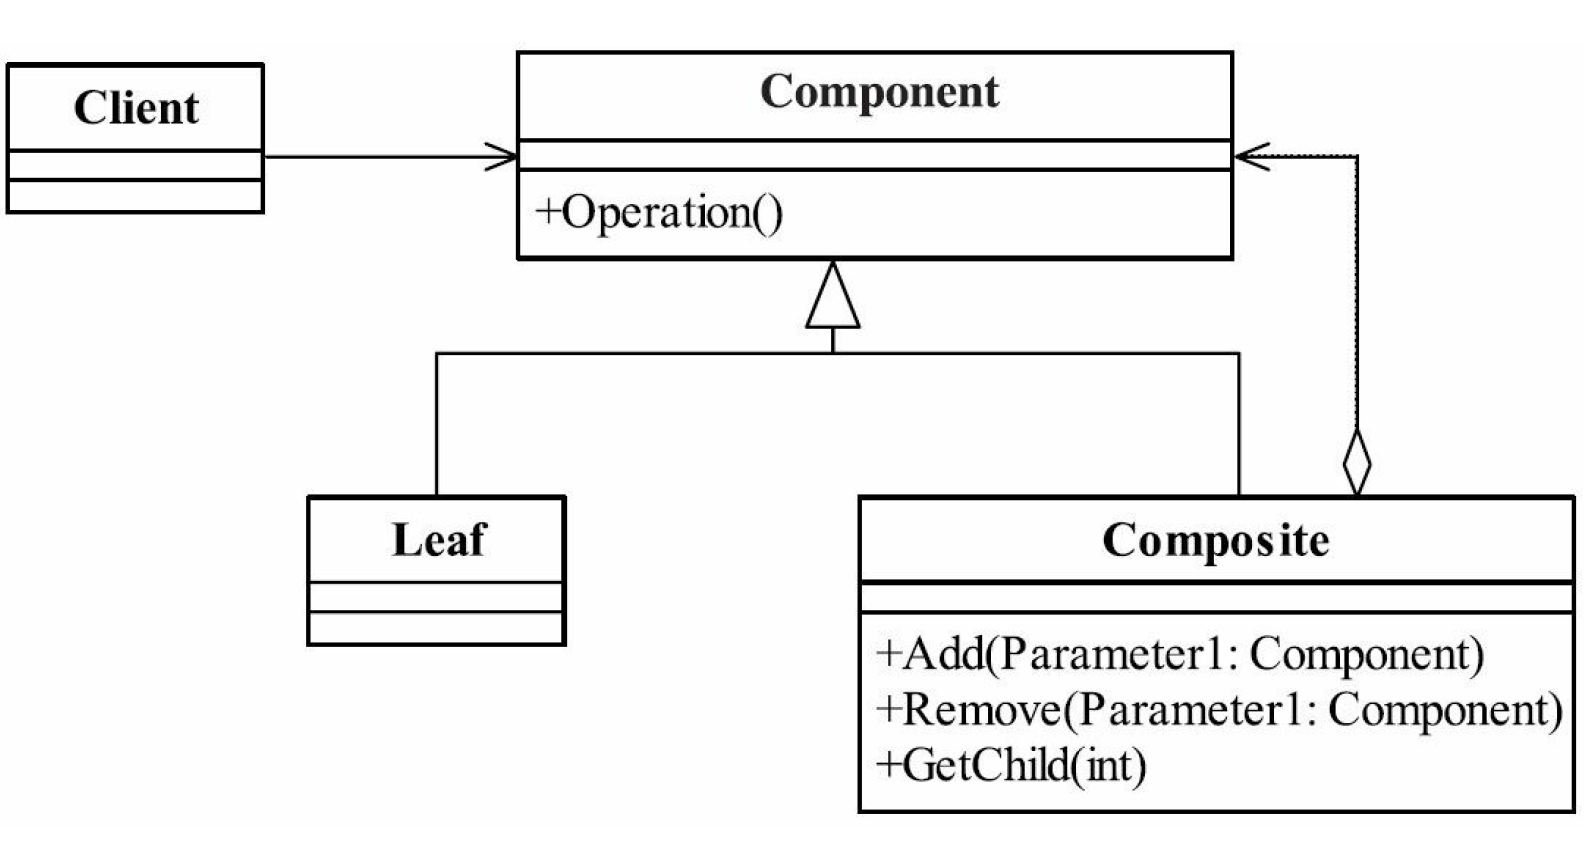 Client
Component
+Operation()
Leaf
Composite
+Add(Parameter1: Component)
+Remove(Parameter1: Component)
+GetChild(int)